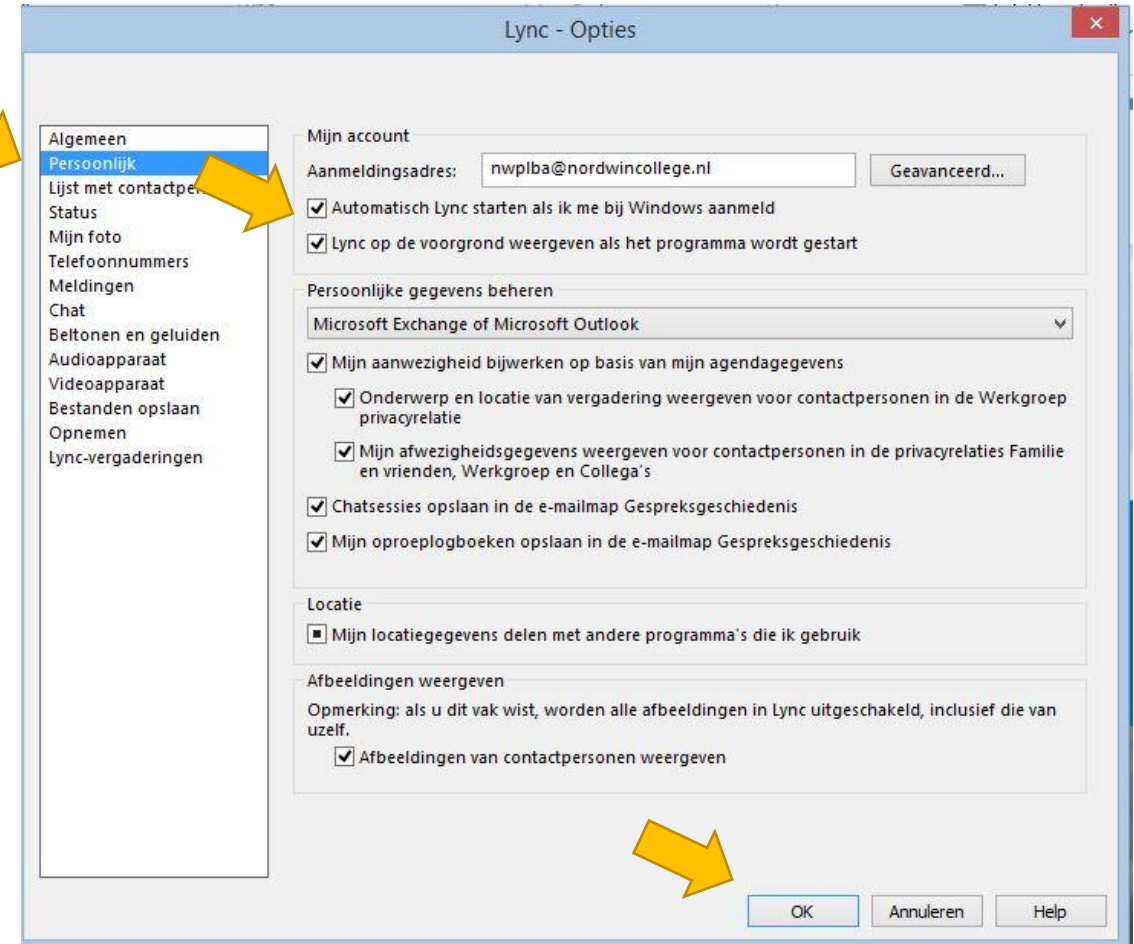 Lync - Opties
Algemeen
Persoonlijk
Lijst met
Status
Mijn foto
Telefoonnummers
Meldingen
Chat
Beltonen en geluiden
Audioapparaat
Videoapparaat
Bestanden opslaan
Opnemen
Lync-vergaderingen
Mijn account
Aanmeldingsadres: nwplba@nordwincollege.nl Geavanceerd...
Automatisch Lync starten als ik me bij Windows aanmeld
Lync op de voorgrond weergeven als het programma wordt gestart
Persoonlijke gegevens beheren
Microsoft Exchange of Microsoft Outlook
Mijn aanwezigheid bijwerken op basis van mijn agendagegevens
Onderwerp en locatie van vergadering weergeven voor contactpersonen in de Werkgroep
privacyrelatie
Mijn afwezigheidsgegevens weergeven voor contactpersonen in de privacyrelaties Familie
en vrienden, Werkgroep en Collega's
Chatsessies opslaan in de e-mailmap Gespreksgeschiedenis
Mijn oproeplogboeken opslaan in de e-mailmap Gespreksgeschiedenis
Locatie
Mijn locatiegegevens delen met andere programma's die ik gebruik
Afbeeldingen weergeven
Opmerking: als u dit vak wist, worden alle afbeeldingen in Lync uitgeschakeld, inclusief die van
uzelf.
Afbeeldingen van contactpersonen weergeven
OK Annuleren Help